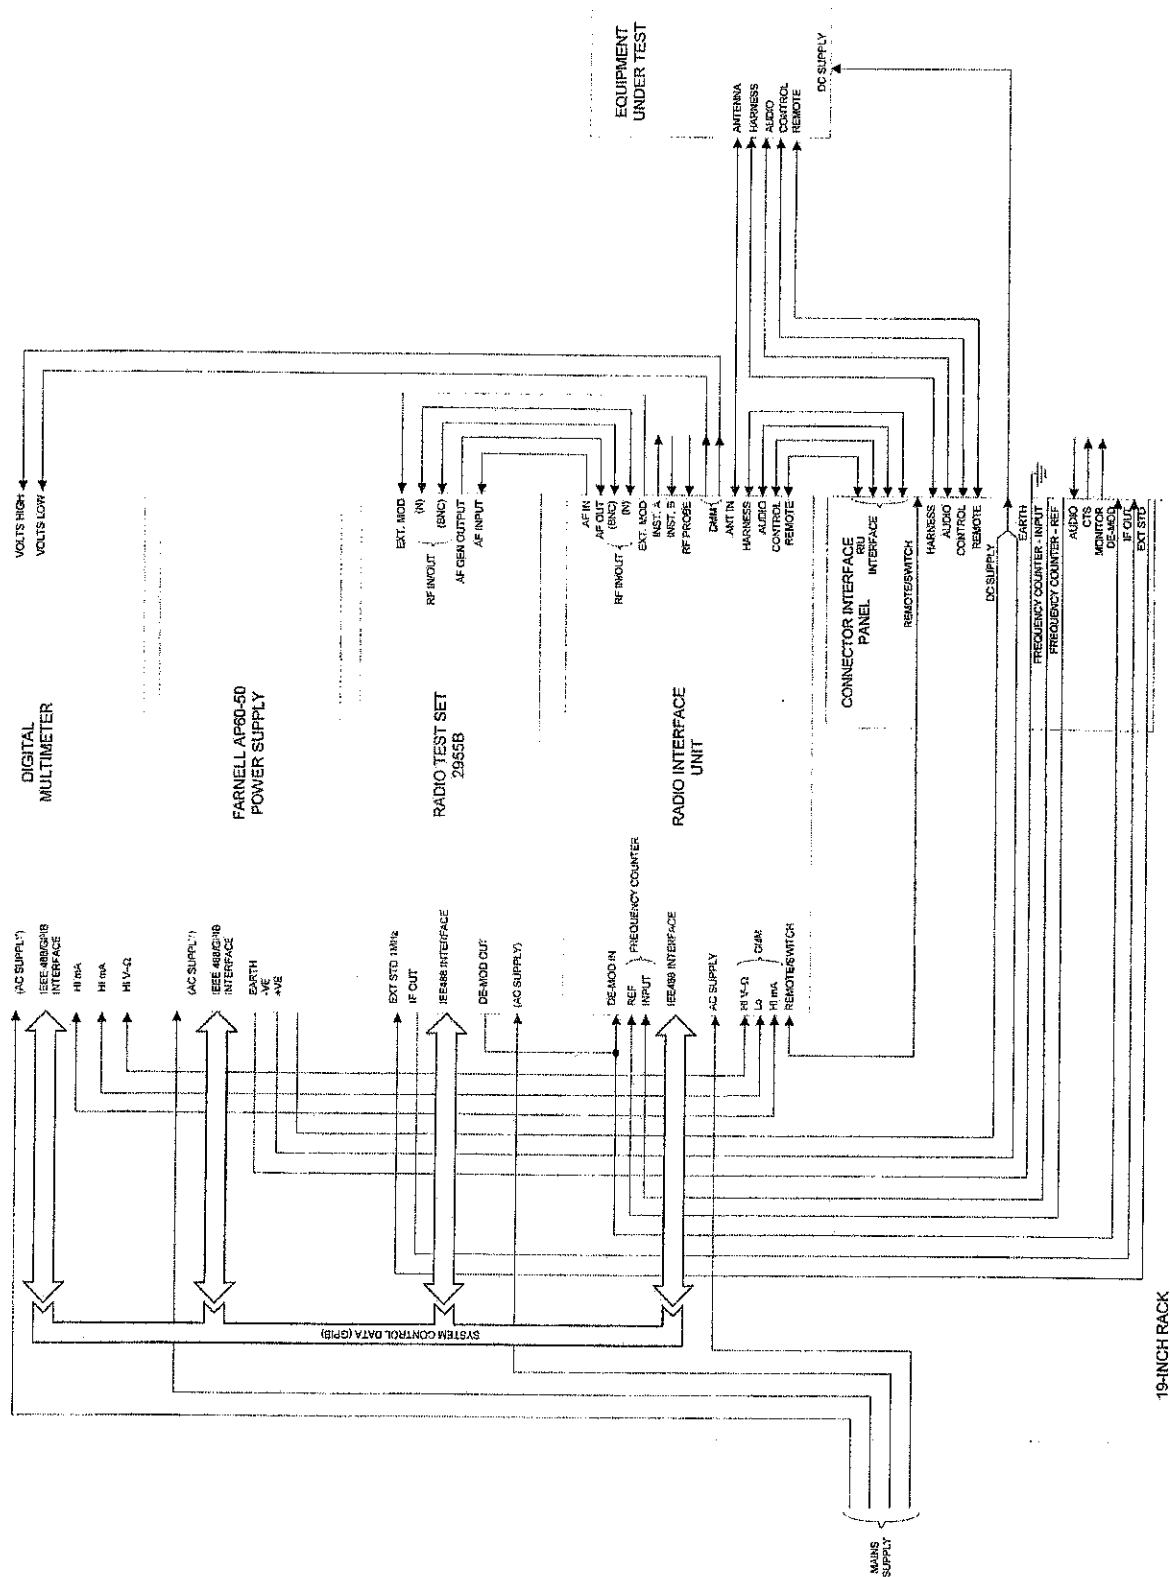 EQUIPMENT
UNDER TEST
ANTENNA
HARNESS
AUDIO
CONTROL
REMOTE
DC SUPPLY
VOLTS HIGH
VOLTS LOW
EXT. MOD
(N)
(BNC)
RF IN/OUT
AF GEN OUTPUT
AF INPUT
AF IN
AF OUT
(BNC)
(N)
RF IN/OUT
EXT. MOD
INST. A
INST. B
RF PROBE
DMM1
ANT IN
HARNESS
AUDIO
CONTROL
REMOTE
RIU
INTERFACE
CONNECTOR INTERFACE
PANEL
REMOTE/SWITCH
HARNESS
AUDIO
CONTROL
REMOTE
DC SUPPLY
EARTH
FREQUENCY COUNTER - INPUT
FREQUENCY COUNTER - REF
AUDIO
CTS
MONITOR
DE-MOD
IF OUT
EXT STD
DIGITAL
MULTIMETER
FARNELL AP60-50
POWER SUPPLY
RADIO TEST SET
2955B
RADIO INTERFACE
UNIT
(AC SUPPLY)
IEEE 488/GPIB
INTERFACE
HI mA
HI mA
HI V-Ω
(AC SUPPLY)
IEEE 488/GPIB
INTERFACE
EARTH
-VE
+VE
EXT STD 1MHz
IF OUT
IEE488 INTERFACE
DE-MOD OUT
(AC SUPPLY)
DE-MOD IN
REF
INPUT
FREQUENCY COUNTER
IEE488 INTERFACE
AC SUPPLY
HI V-Ω
Lo
HI mA
DMM
REMOTE/SWITCH
SYSTEM CONTROL DATA (GPIB)
MAINS
SUPPLY
19-INCH RACK